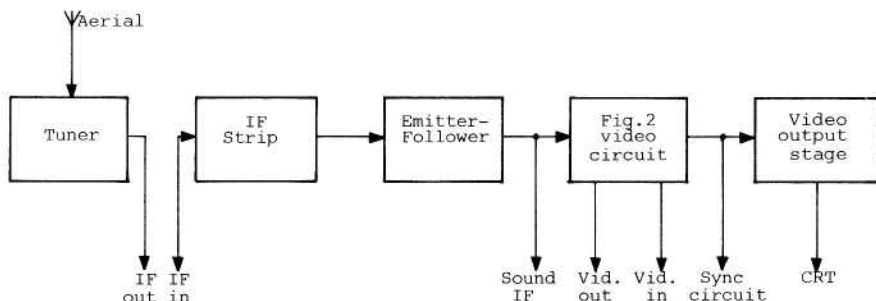 Aerial
Tuner
IF
Strip
Emitter-
Follower
Fig.2
video
circuit
Video
output
stage
IF
out
IF
in
Sound
IF
Vid.
out
Vid.
in
Sync
circuit
CRT